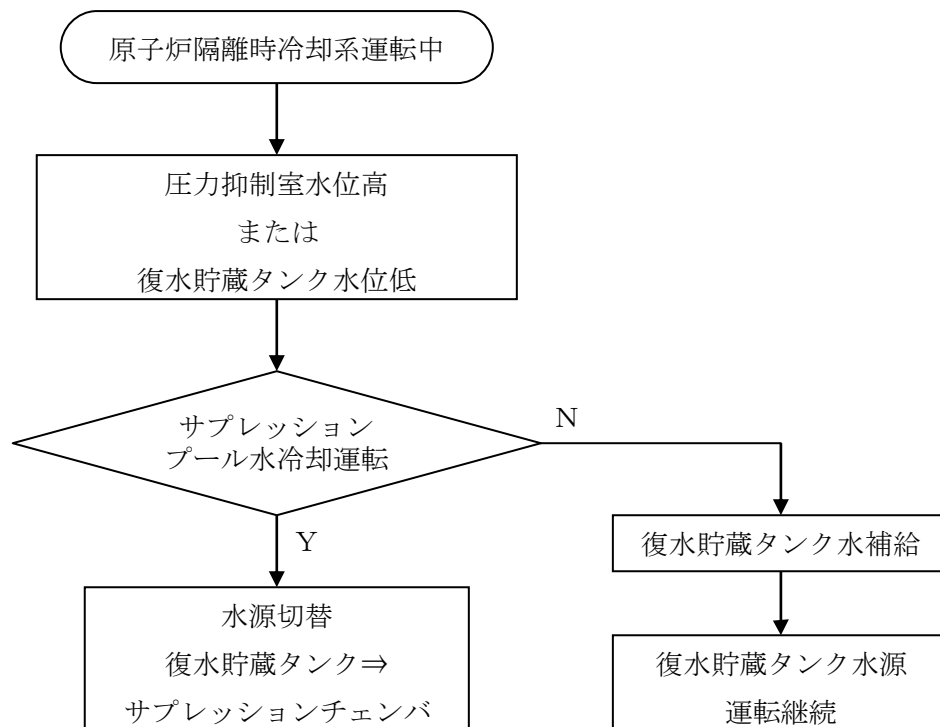 原子炉隔離時冷却系運転中
圧力抑制室水位高
または
復水貯蔵タンク水位低
サプレッション
プール水冷却運転
N
Y
復水貯蔵タンク水補給
水源切替
復水貯蔵タンク⇒
サプレッションチェンバ
復水貯蔵タンク水源
運転継続